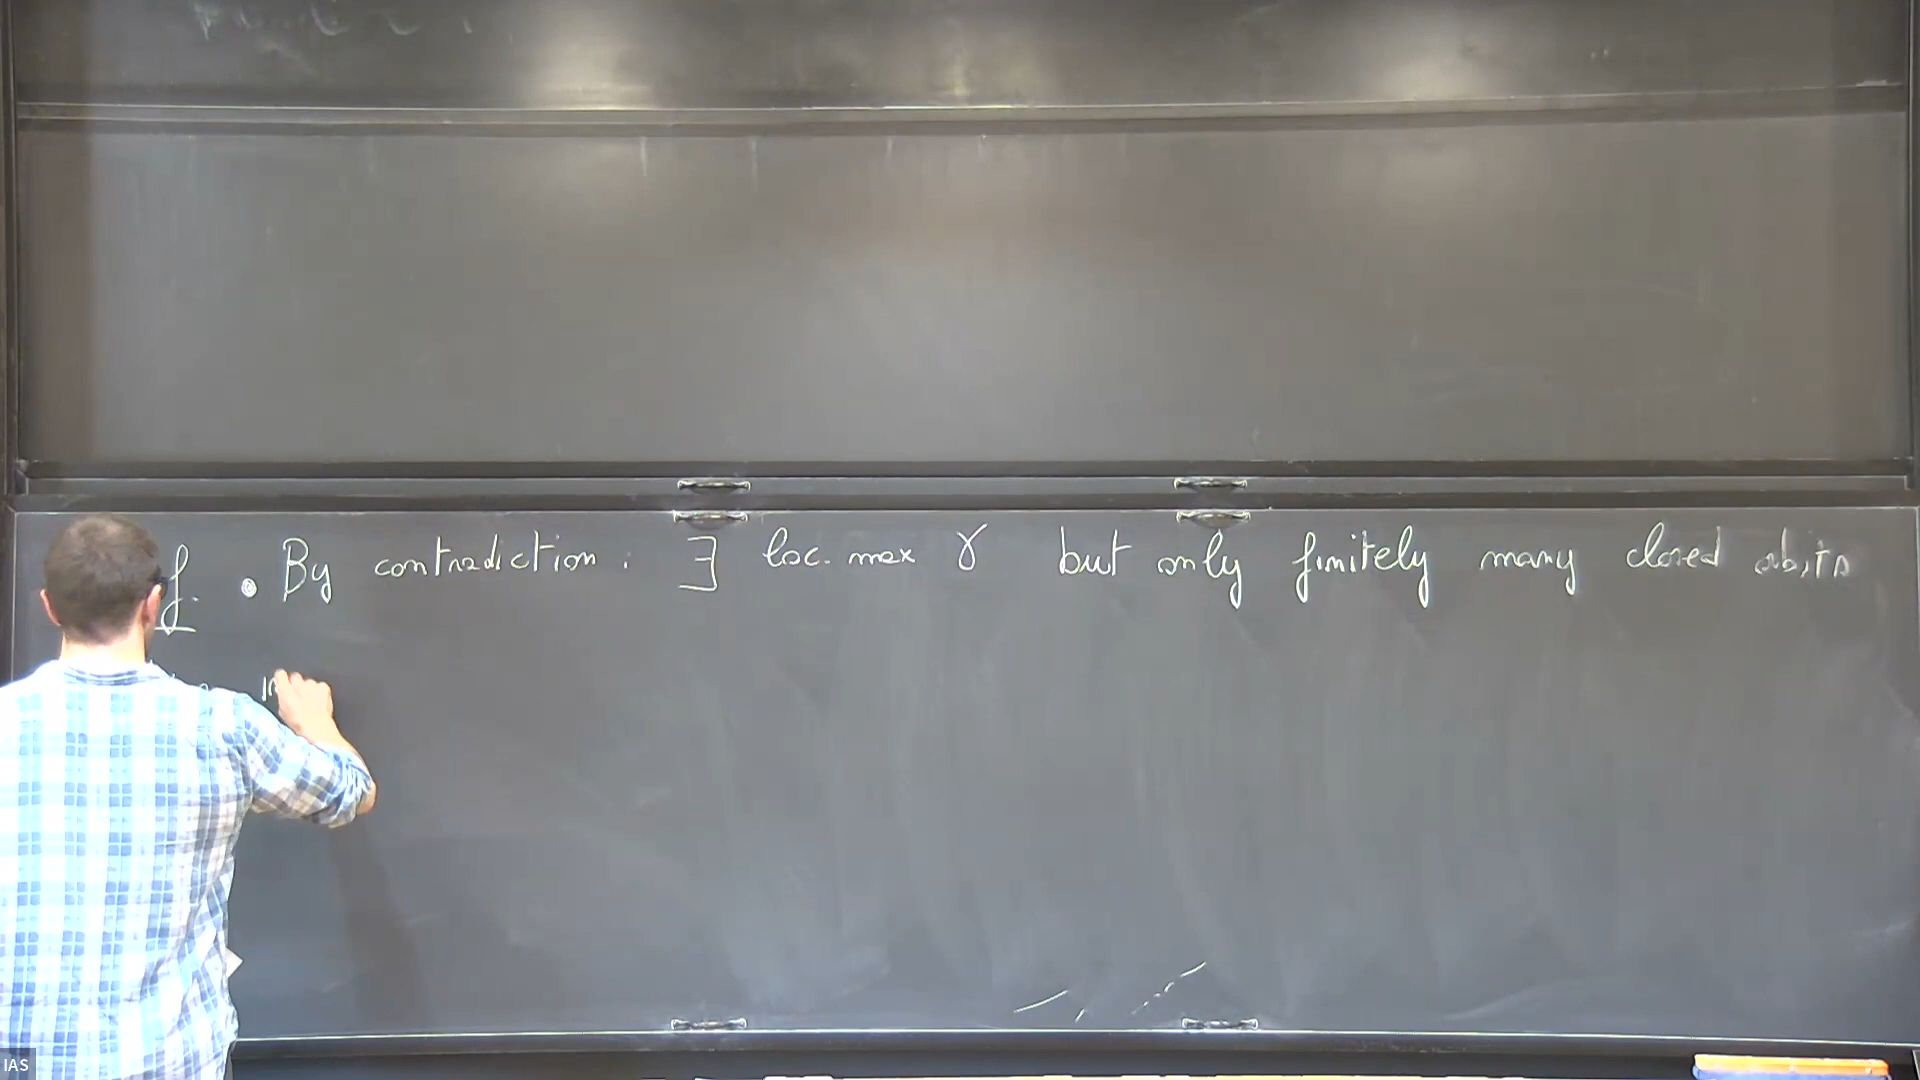 f. • By contradiction : ∃ loc. max γ but only finitely many closed orbits
IAS